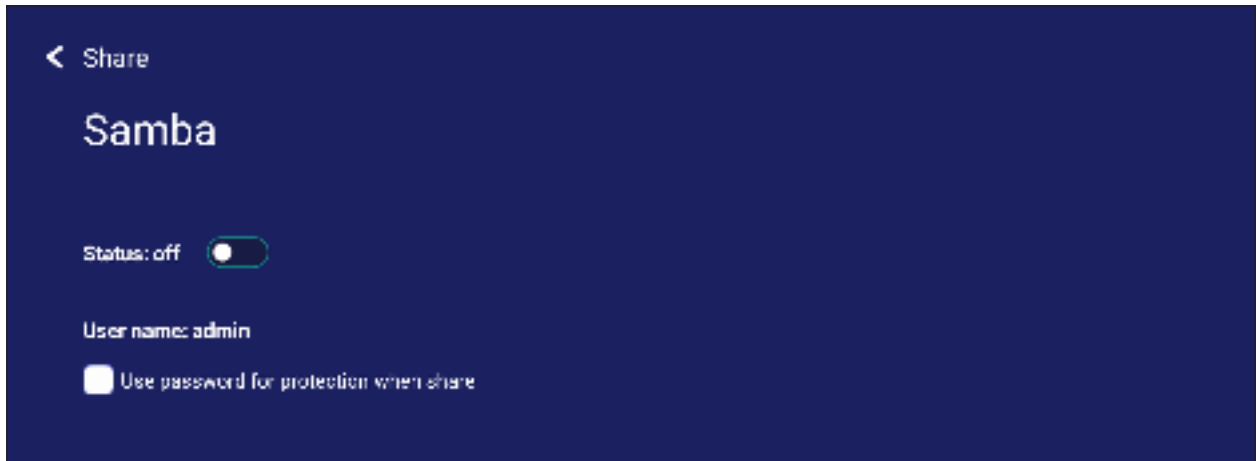 Share
Samba
Status: off
User name: admin
Use password for protection when share